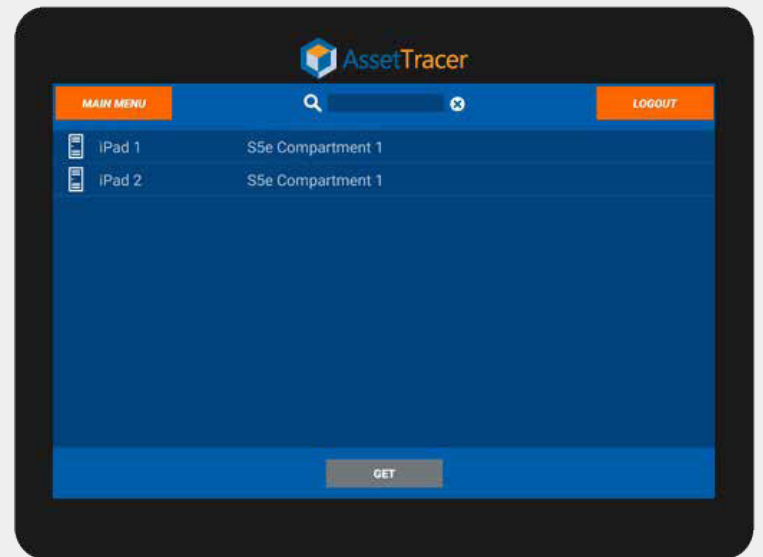 AssetTracer
MAIN MENU
LOGOUT
iPad 1 S5e Compartment 1
iPad 2 S5e Compartment 1
GET